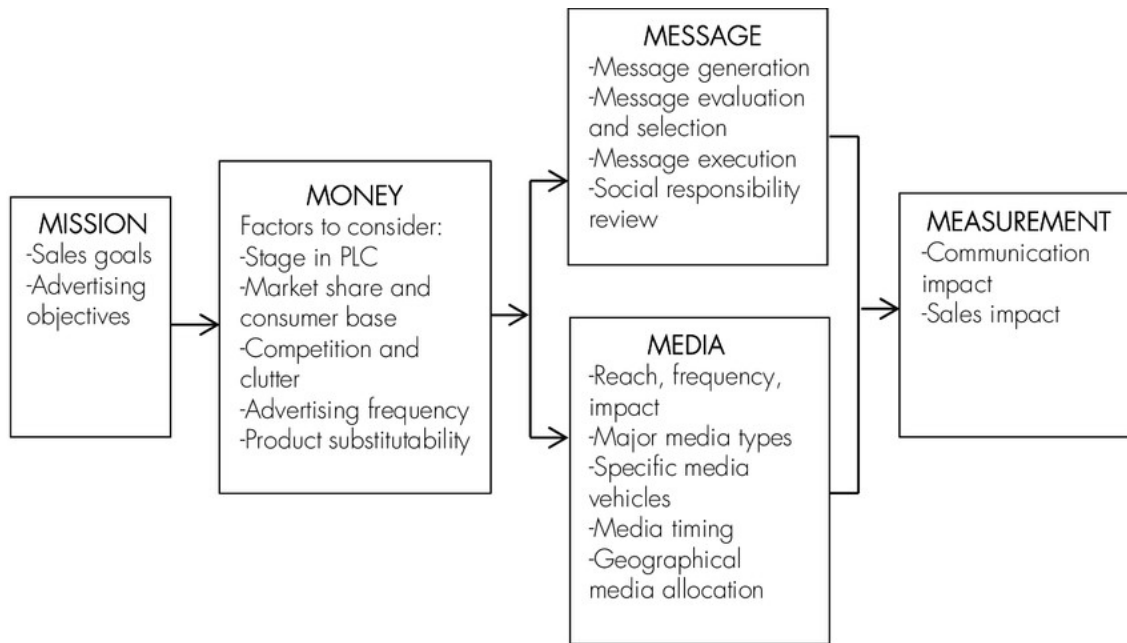 MISSION
-Sales goals
-Advertising
objectives
MONEY
Factors to consider:
-Stage in PLC
-Market share and
consumer base
-Competition and
clutter
-Advertising frequency
-Product substitutability
MESSAGE
-Message generation
-Message evaluation
and selection
-Message execution
-Social responsibility
review
MEDIA
-Reach, frequency,
impact
-Major media types
-Specific media
vehicles
-Media timing
-Geographical
media allocation
MEASUREMENT
-Communication
impact
-Sales impact